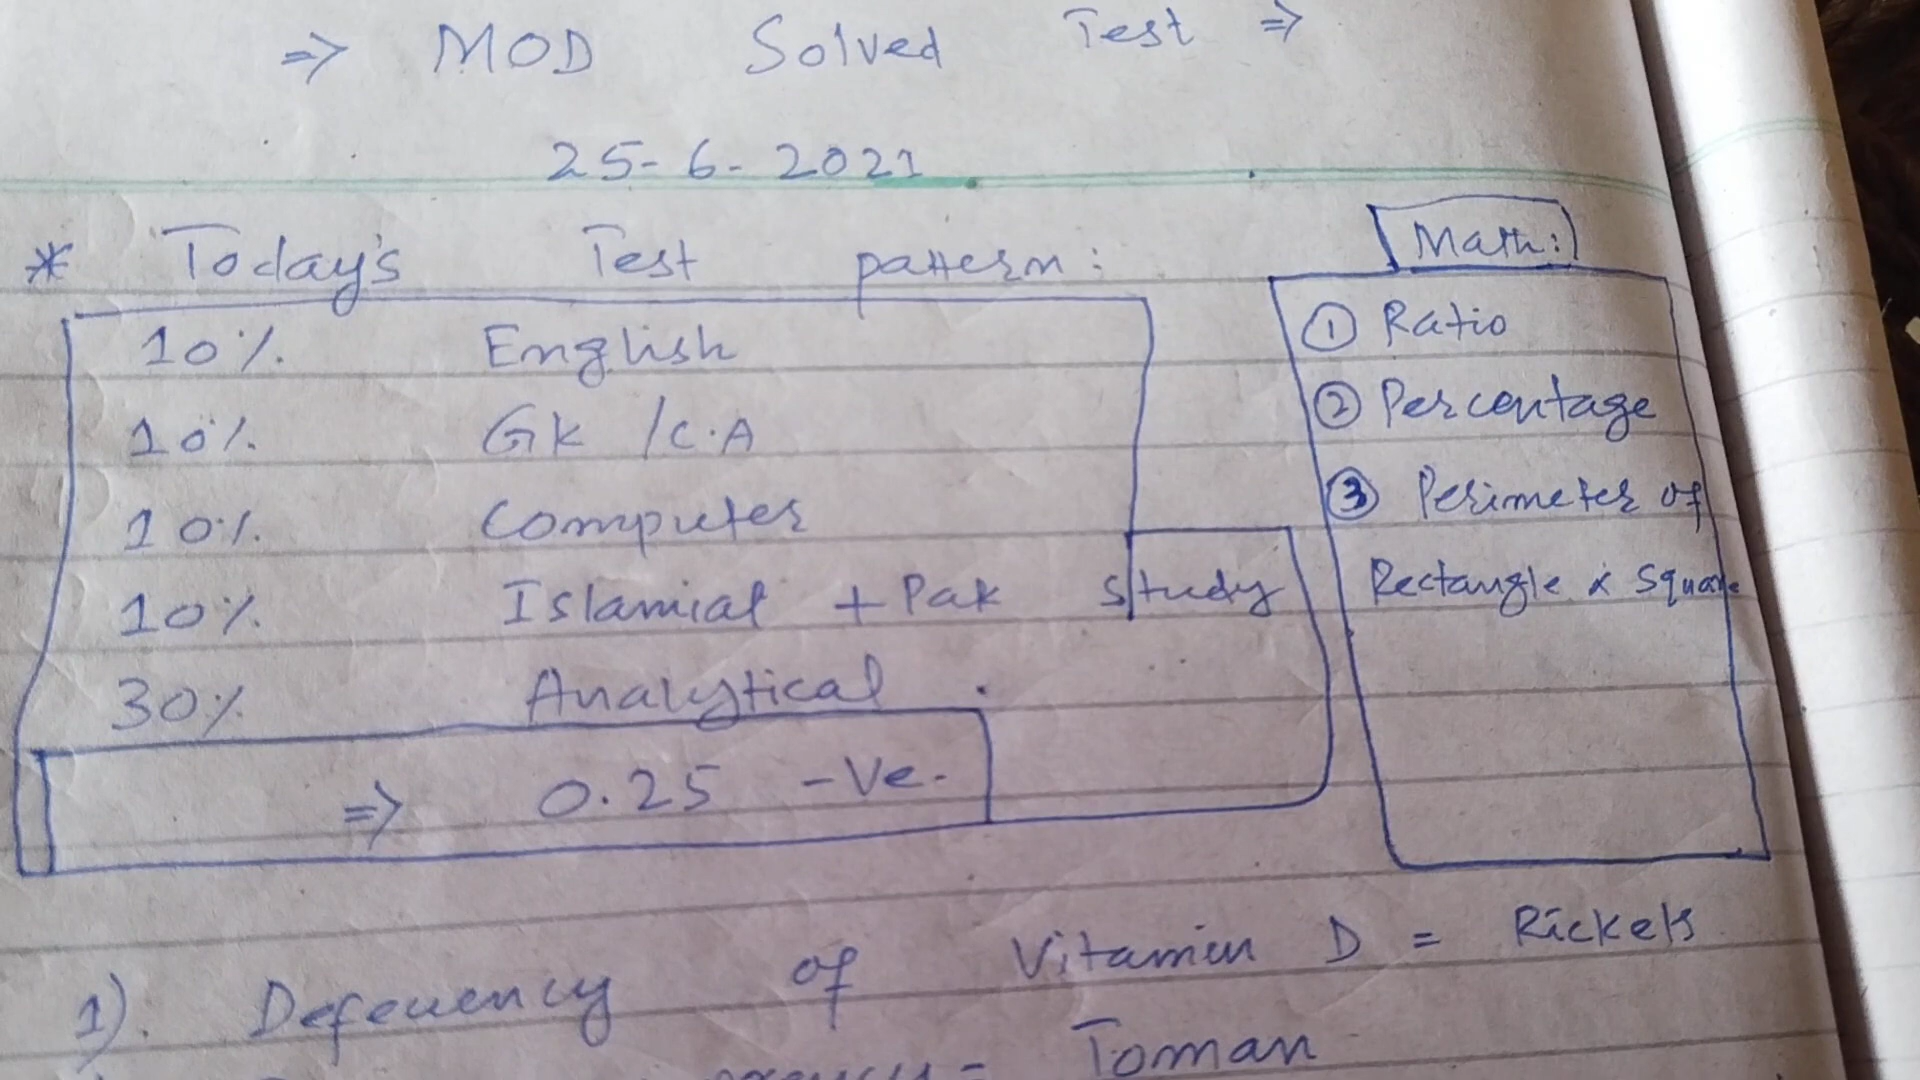 => MOD Solved Test =>
25-6-2021
* Today's Test pattern:
10% English
10% GK / C.A
10% Computer
10% Islamiat + Pak Study
30% Analytical.
=> 0.25 -Ve.
Math:
① Ratio
② Percentage
③ Perimeter of
Rectangle & Square
1). Defeuency of Vitamin D = Rickets
= Toman